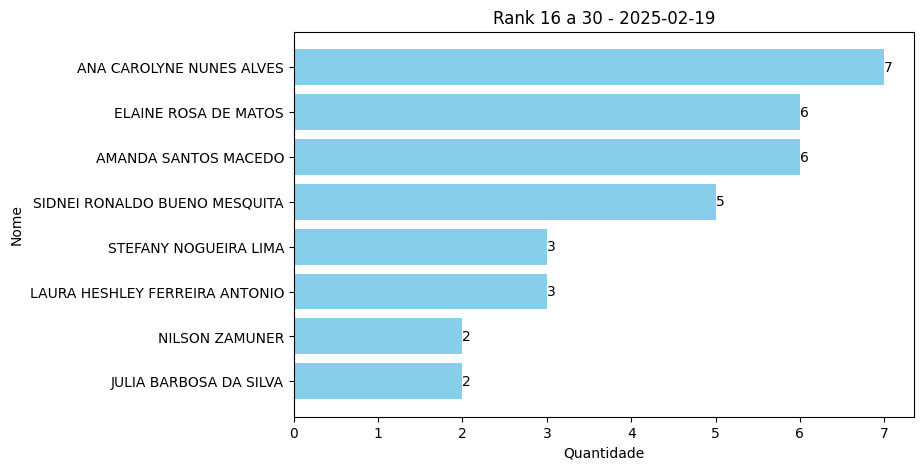 Rank 16 a 30 - 2025-02-19
Nome
ANA CAROLYNE NUNES ALVES 7
ELAINE ROSA DE MATOS 6
AMANDA SANTOS MACEDO 6
SIDNEI RONALDO BUENO MESQUITA 5
STEFANY NOGUEIRA LIMA 3
LAURA HESHLEY FERREIRA ANTONIO 3
NILSON ZAMUNER 2
JULIA BARBOSA DA SILVA 2
0 1 2 3 4 5 6 7
Quantidade